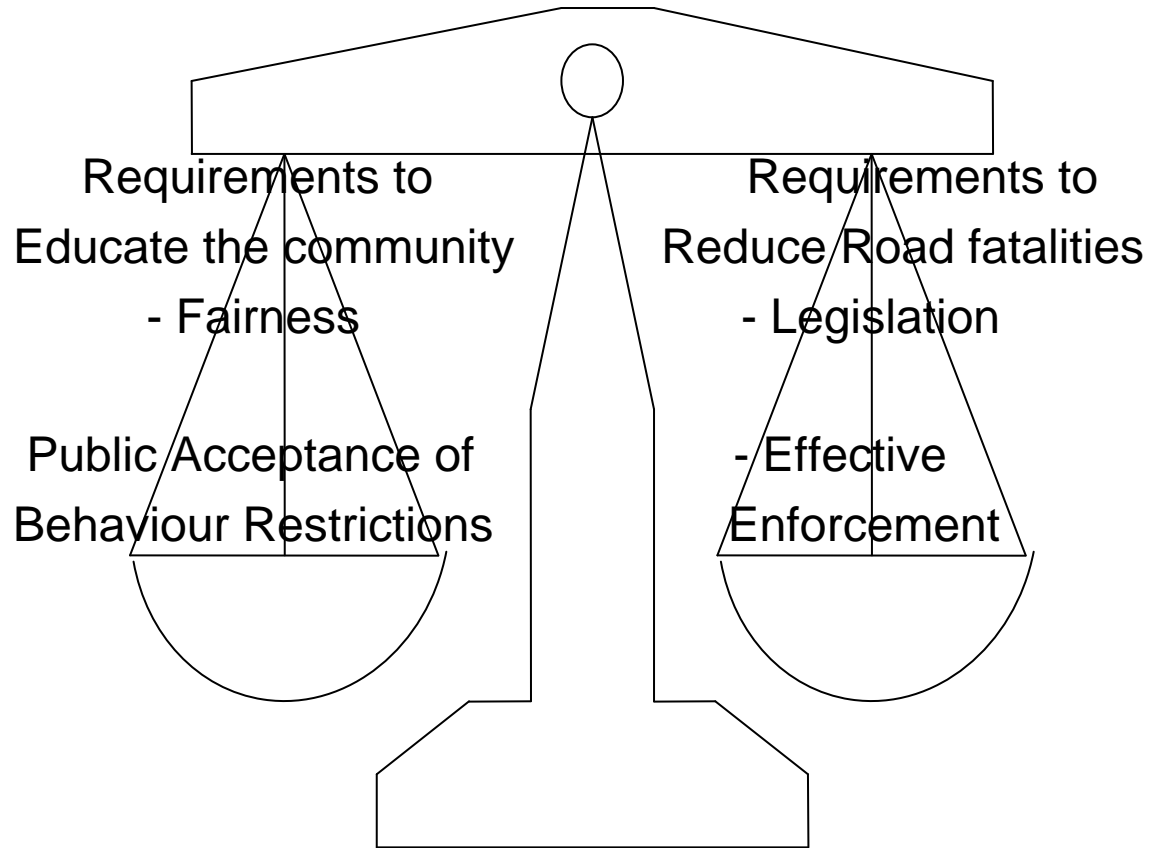 Requirements to
Educate the community
- Fairness
Public Acceptance of
Behaviour Restrictions
Requirements to
Reduce Road fatalities
- Legislation
- Effective
Enforcement